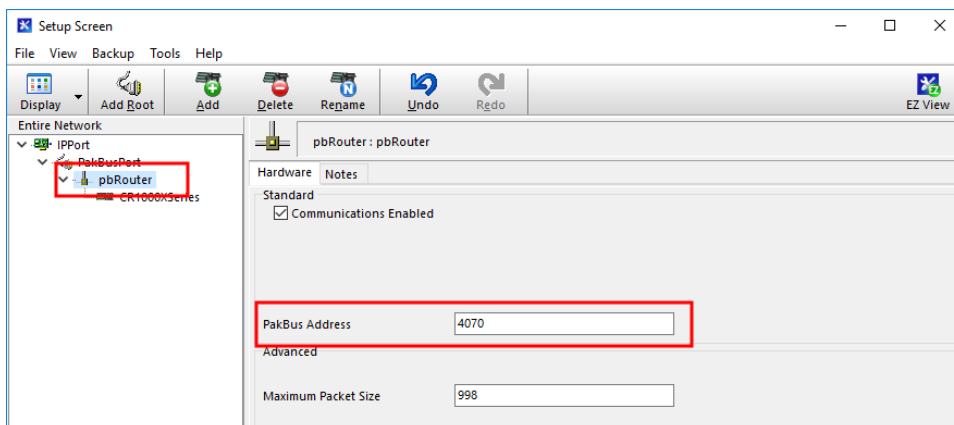 Setup Screen
File View Backup Tools Help
Display Add Root Add Delete Rename Undo Redo EZ View
Entire Network
IPPort
PakBusPort
pbRouter
CR1000XSeries
pbRouter : pbRouter
Hardware Notes
Standard
Communications Enabled
PakBus Address 4070
Advanced
Maximum Packet Size 998